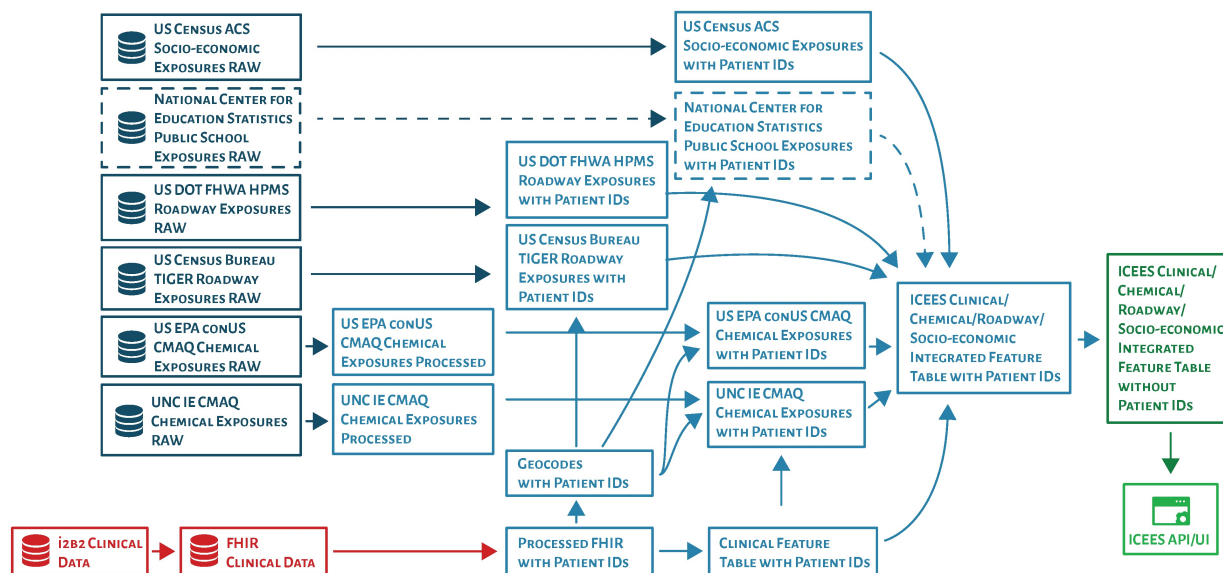 US Census ACS
Socio-economic
Exposures RAW
National Center for
Education Statistics
Public School
Exposures RAW
US DOT FHWA HPMS
Roadway Exposures
RAW
US Census Bureau
TIGER Roadway
Exposures RAW
US EPA conUS
CMAQ Chemical
Exposures RAW
UNC IE CMAQ
Chemical Exposures
RAW
US EPA conUS
CMAQ Chemical
Exposures Processed
UNC IE CMAQ
Chemical Exposures
Processed
i2b2 Clinical
Data
FHIR
Clinical Data
US DOT FHWA HPMS
Roadway Exposures
with Patient IDs
US Census Bureau
TIGER Roadway
Exposures with
Patient IDs
Geocodes
with Patient IDs
Processed FHIR
with Patient IDs
US Census ACS
Socio-economic Exposures
with Patient IDs
National Center for
Education Statistics
Public School Exposures
with Patient IDs
US EPA conUS CMAQ
Chemical Exposures
with Patient IDs
UNC IE CMAQ
Chemical Exposures
with Patient IDs
Clinical Feature
Table with Patient IDs
ICEES Clinical/
Chemical/Roadway/
Socio-economic
Integrated Feature
Table with Patient IDs
ICEES Clinical/
Chemical/
Roadway/
Socio-economic
Integrated
Feature Table
without
Patient IDs
ICEES API/UI